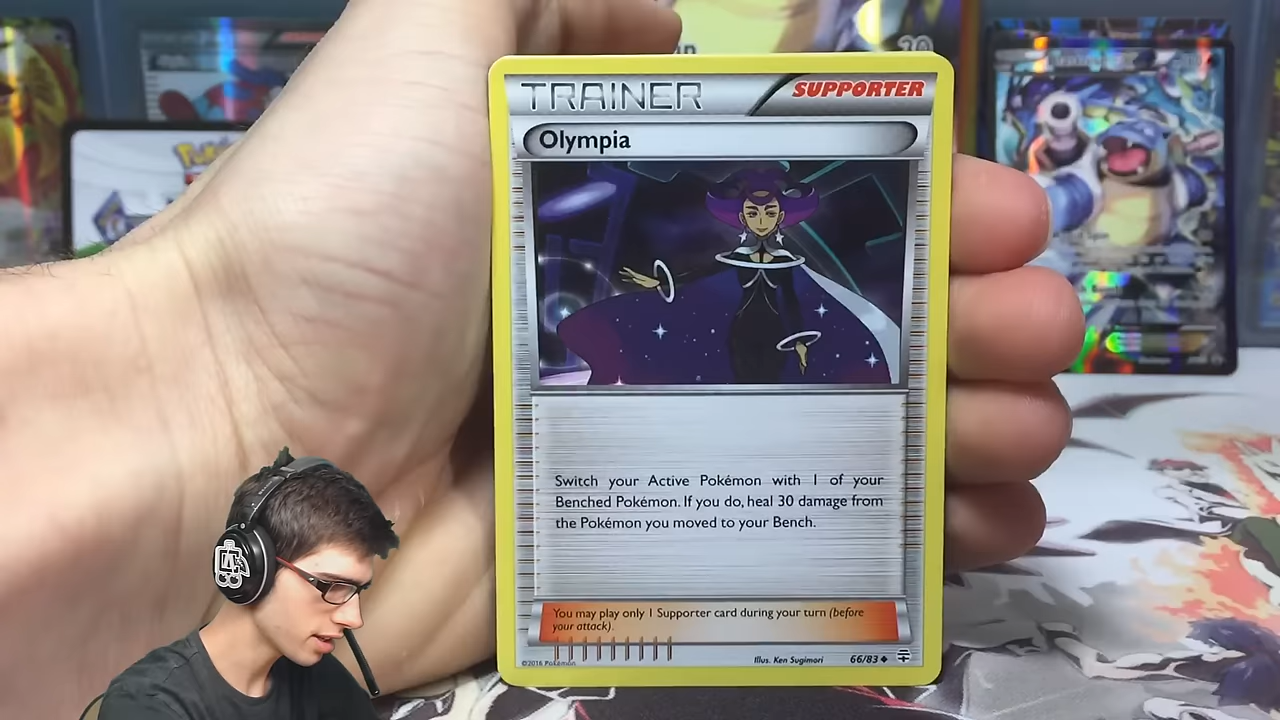 TRAINER
SUPPORTER
Olympia
Switch your Active Pokémon with 1 of your
Benched Pokémon. If you do, heal 30 damage from
the Pokémon you moved to your Bench.
You may play only 1 Supporter card during your turn (before
your attack).
©2016 Pokémon
Illus. Ken Sugimori
66/83